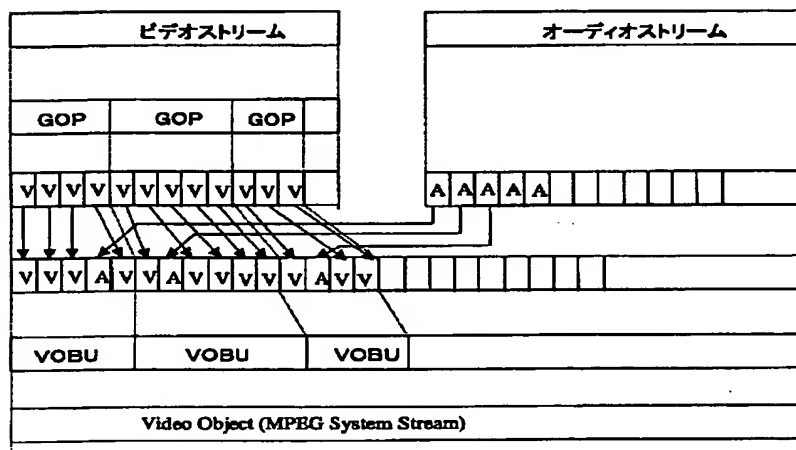 ビデオストリーム
オーディオストリーム
GOP GOP GOP
V V V V V V V V V V V V
A A A A A
V V V A V V A V V V V V A V V
VOBU VOBU VOBU
Video Object (MPEG System Stream)